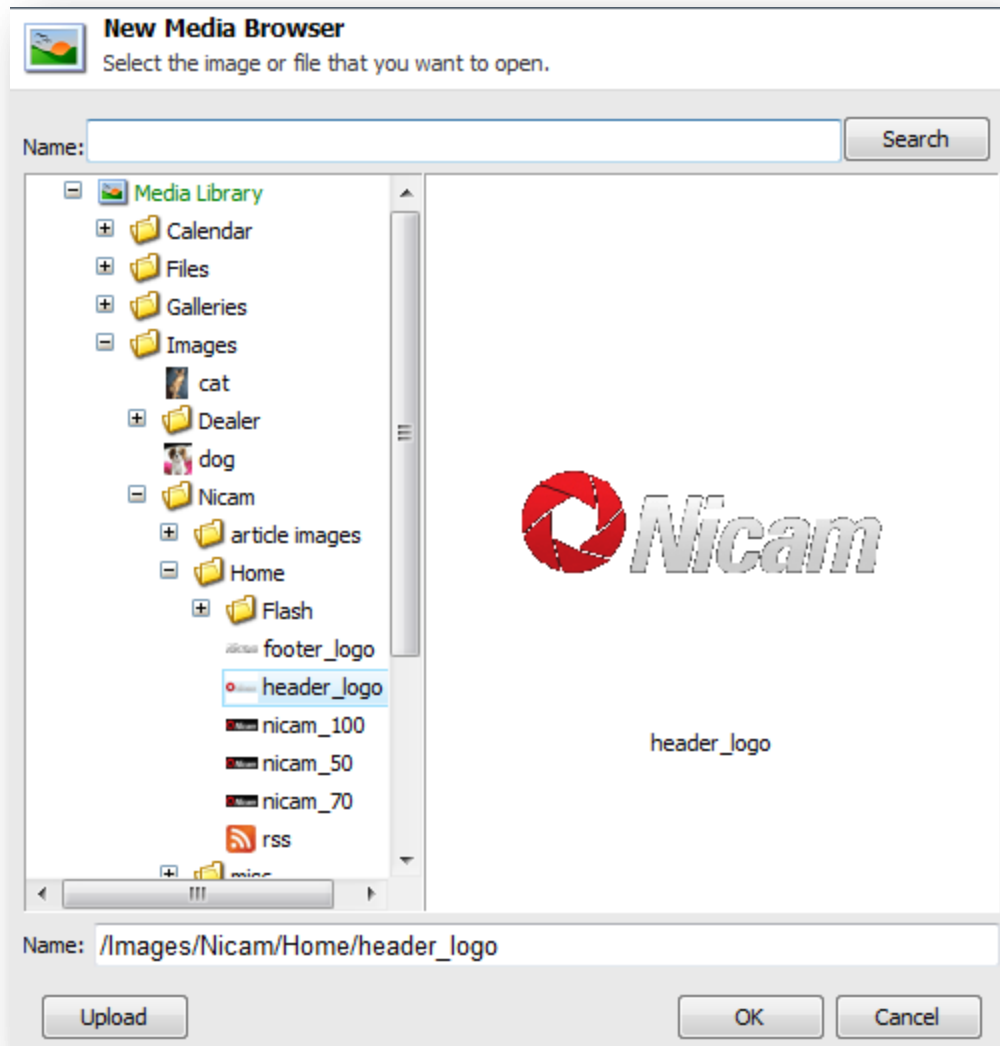 New Media Browser
Select the image or file that you want to open.
Name:
Search
Media Library
Calendar
Files
Galleries
Images
cat
Dealer
dog
Nicam
article images
Home
Flash
footer_logo
header_logo
nicam_100
nicam_50
nicam_70
rss
misc
Nicam
header_logo
Name: /Images/Nicam/Home/header_logo
Upload
OK
Cancel